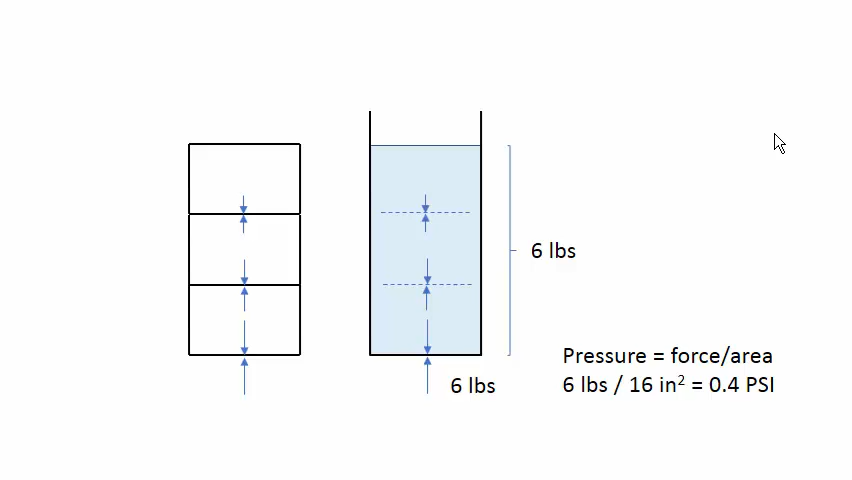 6 lbs
Pressure = force/area
6 lbs
6 lbs / 16 in² = 0.4 PSI